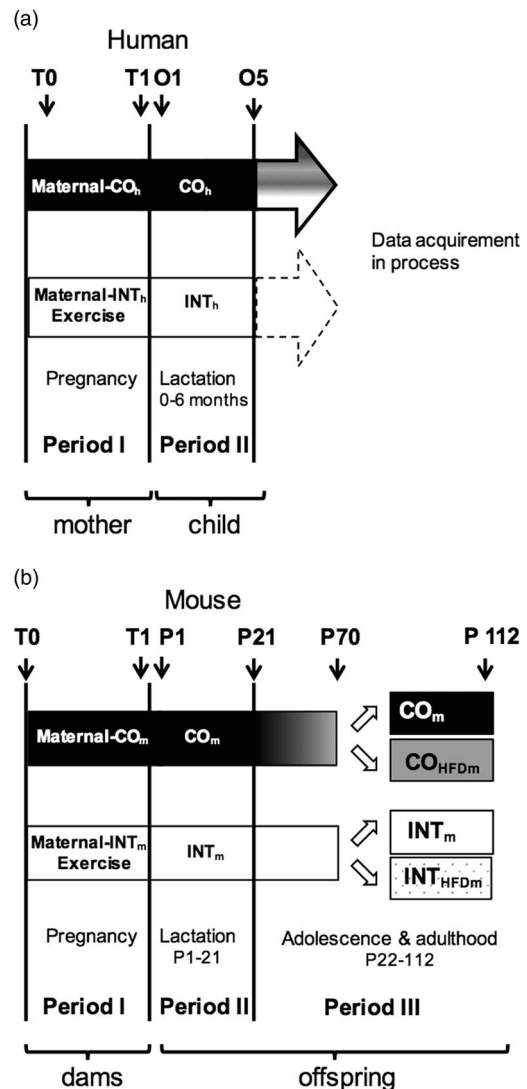 (a)
Human
T0 T1 O1 O5
Maternal-COh COh
Data acquirement
in process
Maternal-INTh INTh
Exercise
Pregnancy Lactation
0-6 months
Period I Period II
mother child
(b)
Mouse
T0 T1 P1 P21 P70 P 112
COm
Maternal-COm COm
COHFDm
INTm
Maternal-INTm INTm
Exercise
INTHFDm
Pregnancy Lactation Adolescence & adulthood
P1-21 P22-112
Period I Period II Period III
dams offspring